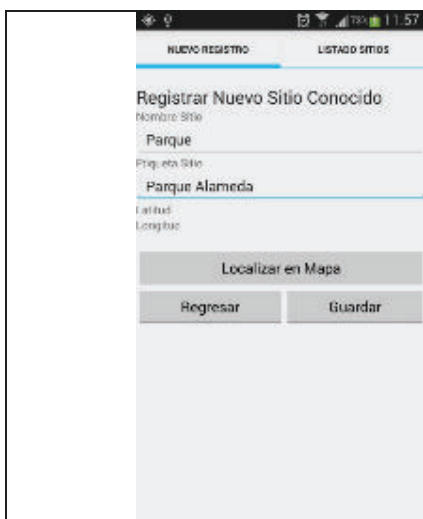 73% 11.57
NUEVO REGISTRO LISTADO SITIOS
Registrar Nuevo Sitio Conocido
Nombre Sitio
Parque
Etiqueta Sitio
Parque Alameda
Latitud
Longitud
Localizar en Mapa
Regresar Guardar